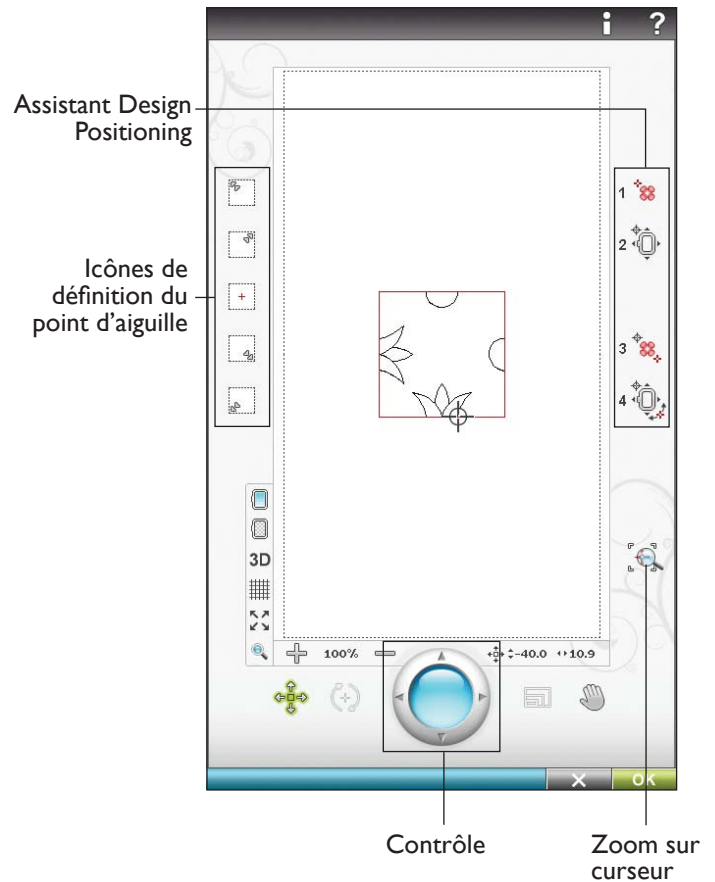 i ?
Assistant Design
Positioning
1
2
Icônes de
définition du
point d’aiguille
3
4
3D
100% -40.0 10.9
OK
Contrôle
Zoom sur
curseur